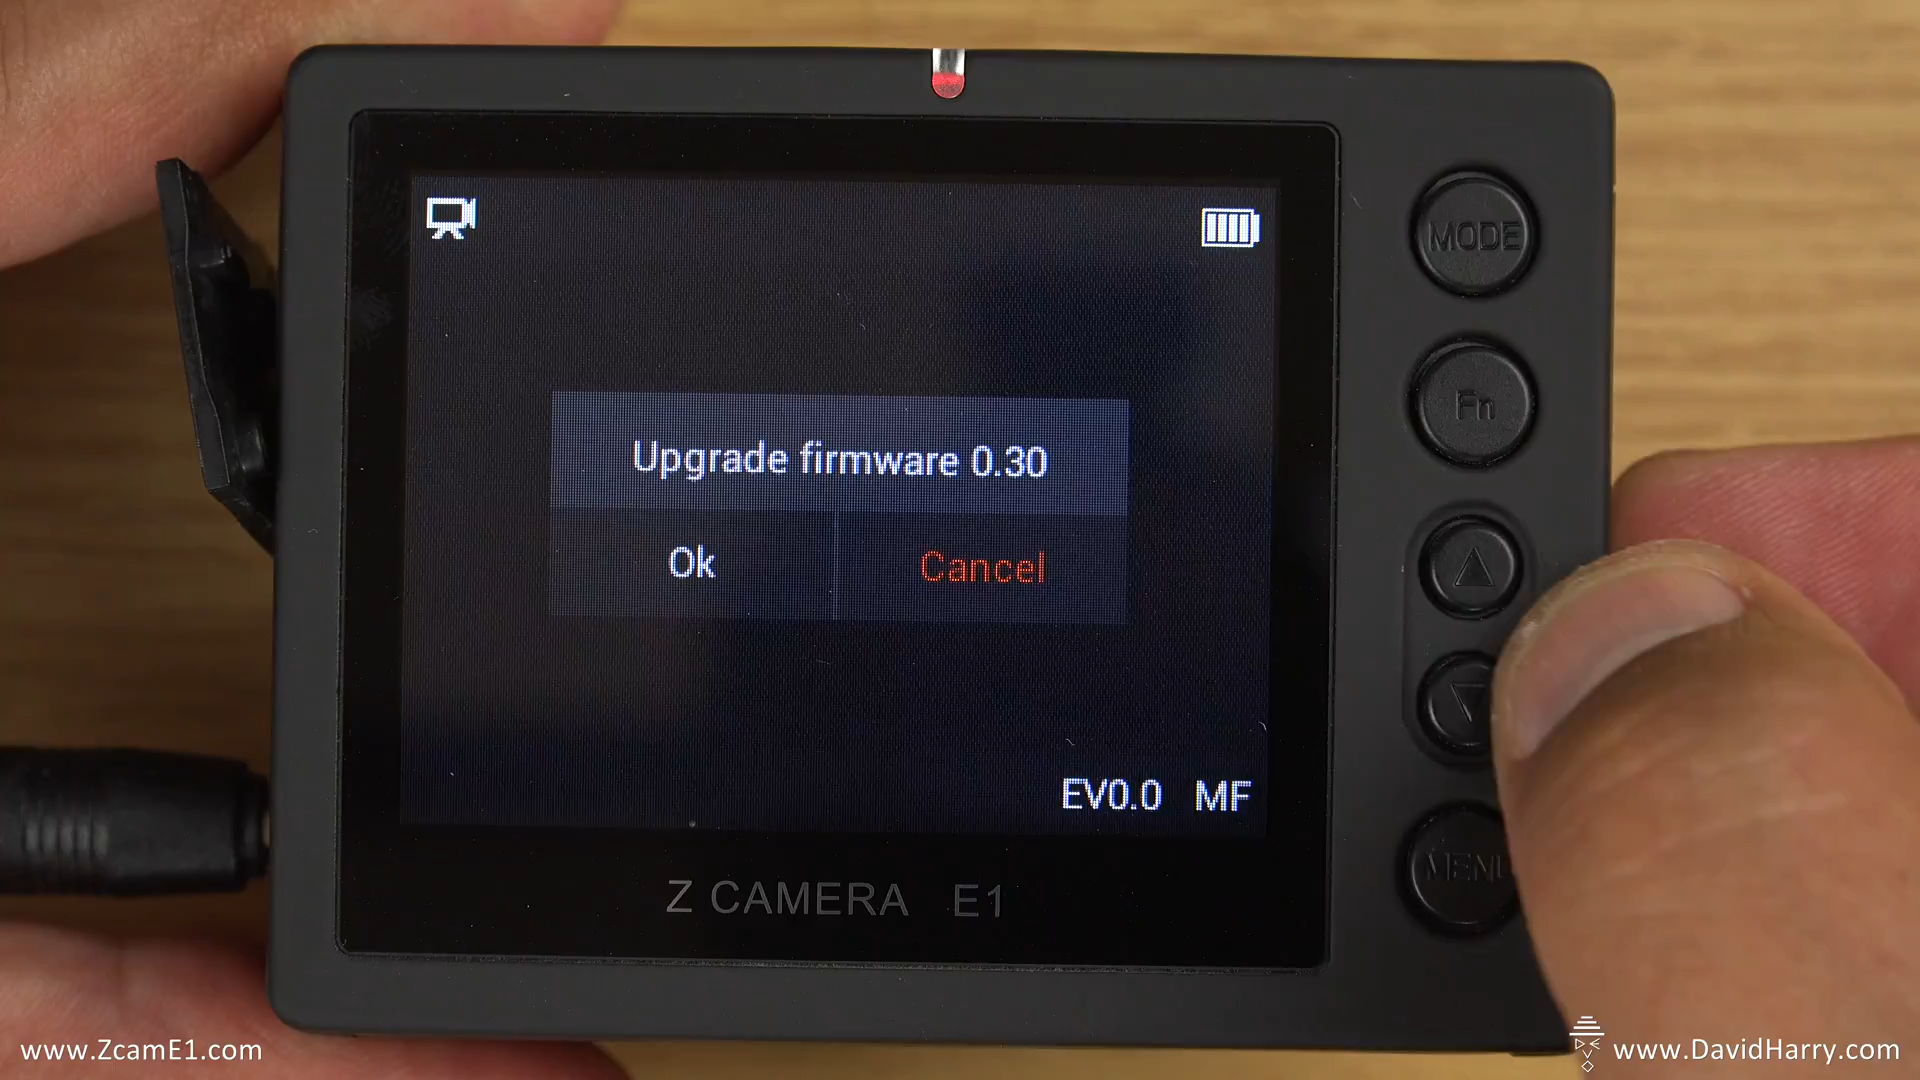 MODE
Fn
Upgrade firmware 0.30
Ok Cancel
EV0.0 MF
MENU
Z CAMERA E1
www.ZcamE1.com
www.DavidHarry.com